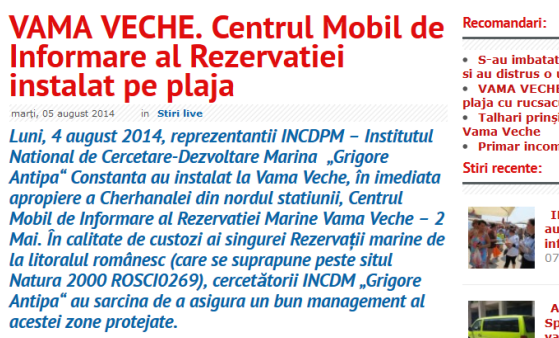 VAMA VECHE. Centrul Mobil de
Informare al Rezervatiei
instalat pe plaja
marți, 05 august 2014 in Stiri live
Luni, 4 august 2014, reprezentantii INCDPM – Institutul
National de Cercetare-Dezvoltare Marina „Grigore
Antipa“ Constanta au instalat la Vama Veche, în imediata
apropiere a Cherhanalei din nordul statiunii, Centrul
Mobil de Informare al Rezervatiei Marine Vama Veche – 2
Mai. În calitate de custozi ai singurei Rezervații marine de
la litoralul românesc (care se suprapune peste situl
Natura 2000 ROSCI0269), cercetătorii INCDM „Grigore
Antipa“ au sarcina de a asigura un bun management al
acestei zone protejate.
Recomandari:
• S-au imbatat
si au distrus o
• VAMA VECHE
plaja cu
• Talhari
Vama Veche
• Primar
Stiri recente:
au
07